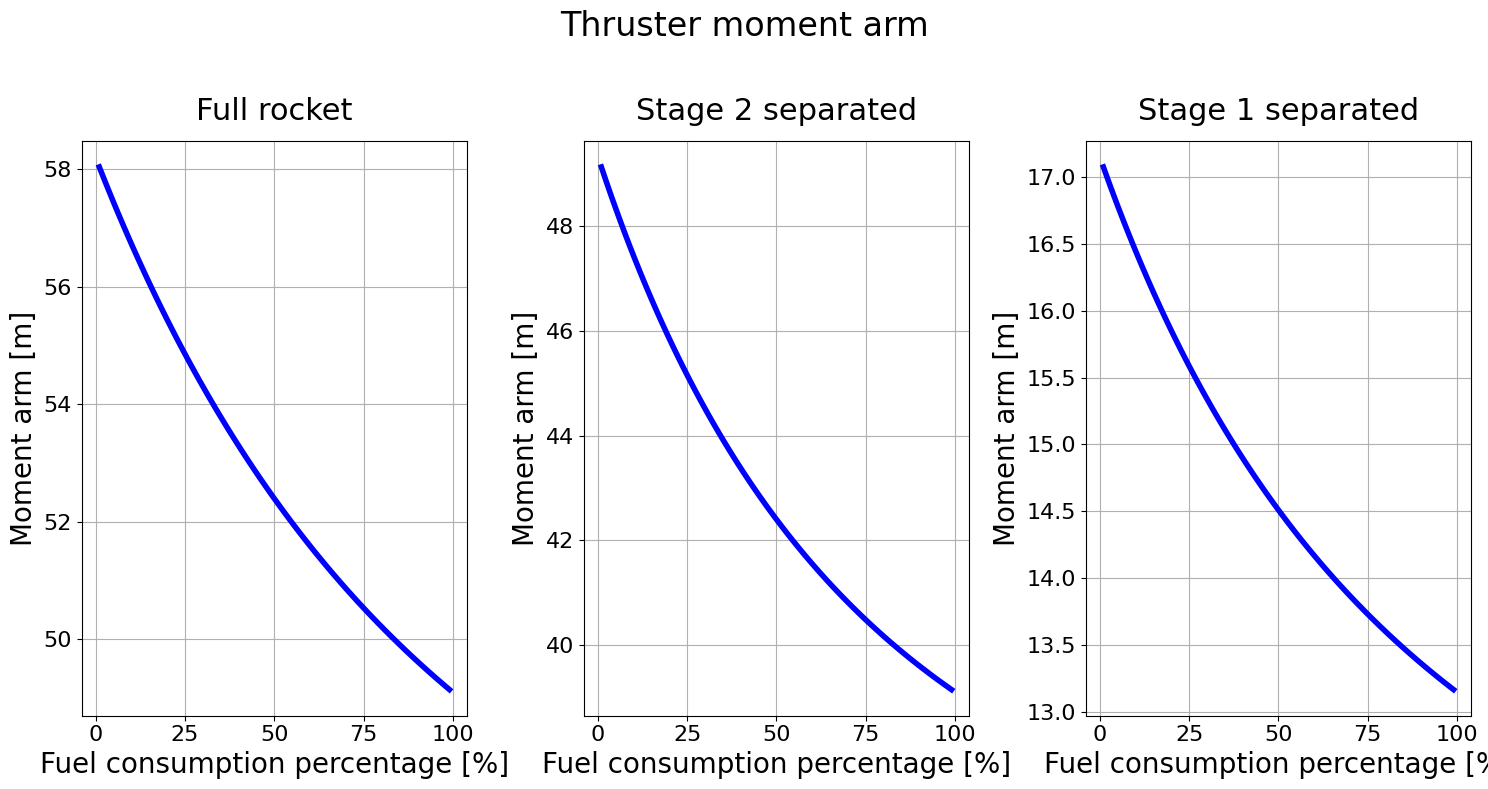 Thruster moment arm
Full rocket
Moment arm [m]
58
56
54
52
50
0 25 50 75 100
Fuel consumption percentage [%]
Stage 2 separated
Moment arm [m]
48
46
44
42
40
0 25 50 75 100
Fuel consumption percentage [%]
Stage 1 separated
Moment arm [m]
17.0
16.5
16.0
15.5
15.0
14.5
14.0
13.5
13.0
0 25 50 75 100
Fuel consumption percentage [%